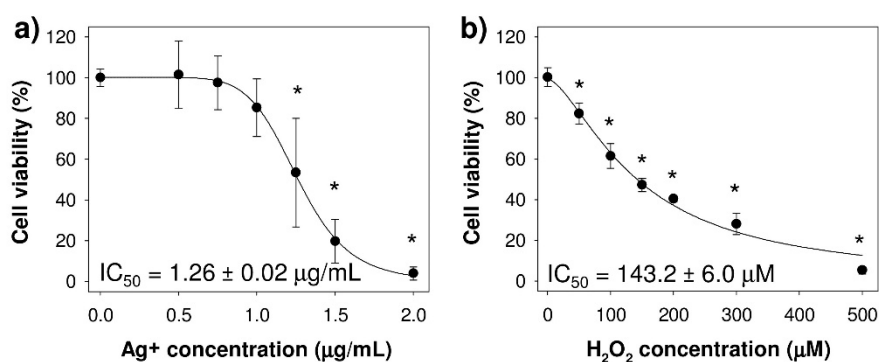 a)
Cell viability (%)
120
100
80
60
40
20
0
*
*
*
IC50 = 1.26 ± 0.02 µg/mL
0.0 0.5 1.0 1.5 2.0
Ag+ concentration (µg/mL)
b)
Cell viability (%)
120
100
80
60
40
20
0
*
*
*
*
*
*
IC50 = 143.2 ± 6.0 µM
0 100 200 300 400 500
H2O2 concentration (µM)